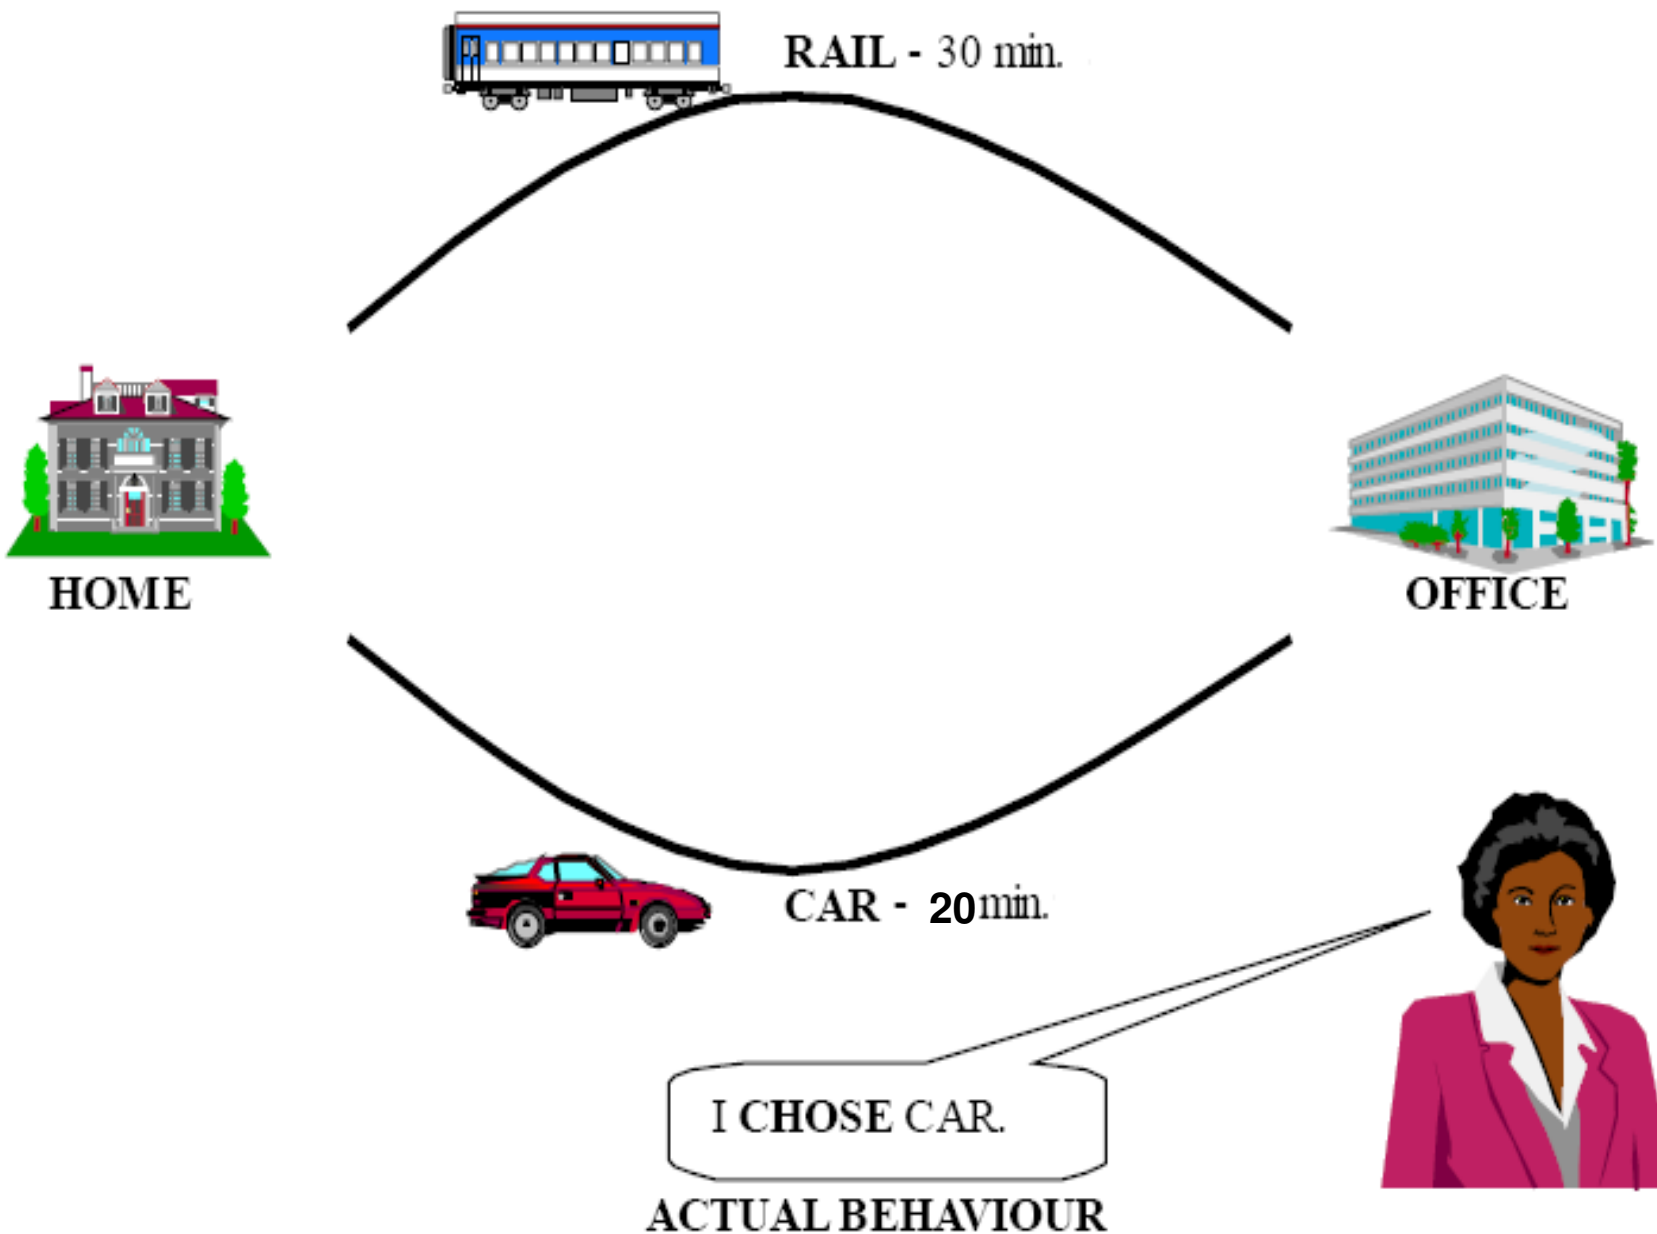 RAIL - 30 min.
HOME
OFFICE
CAR - 20 min.
I CHOSE CAR.
ACTUAL BEHAVIOUR